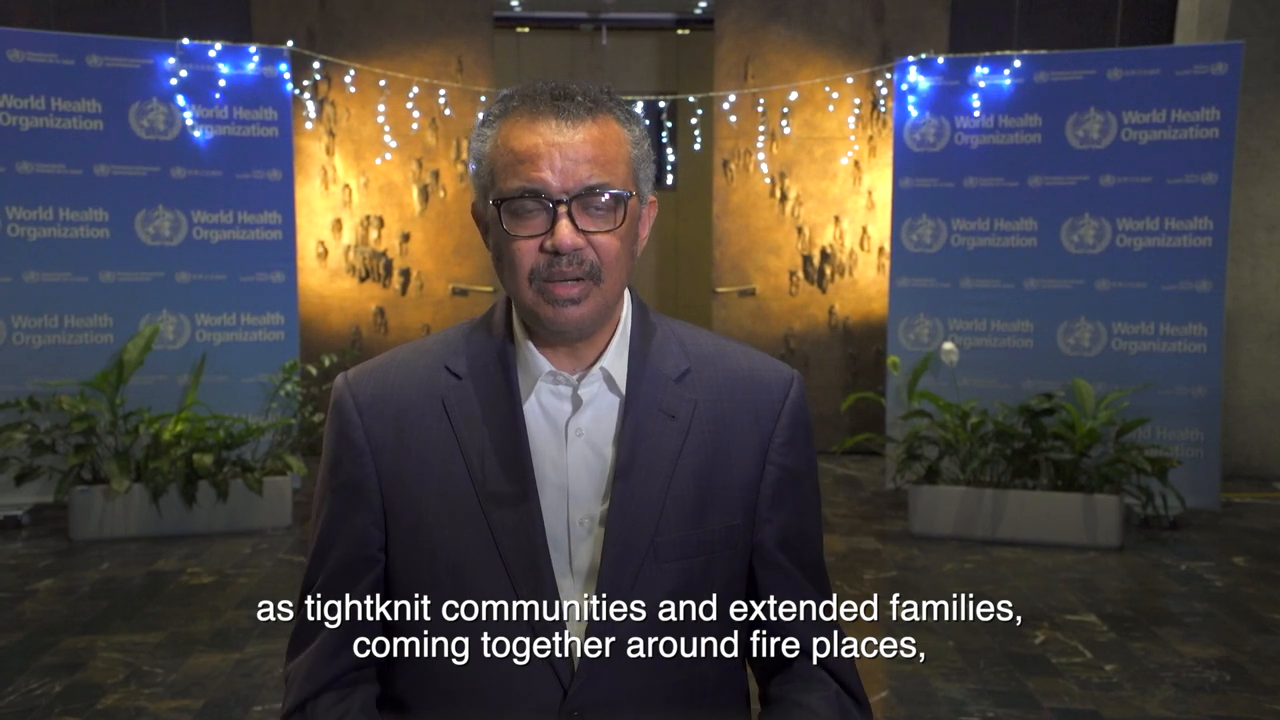 World Health
Organization
World Health
Organization
World Health
Organization
World Health
Organization
World Health
Organization
World Health
Organization
World Health
Organization
World Health
Organization
World Health
Organization
World Health
Organization
World Health
Organization
World Health
Organization
World Health
as tightknit communities and extended families,
coming together around fire places,